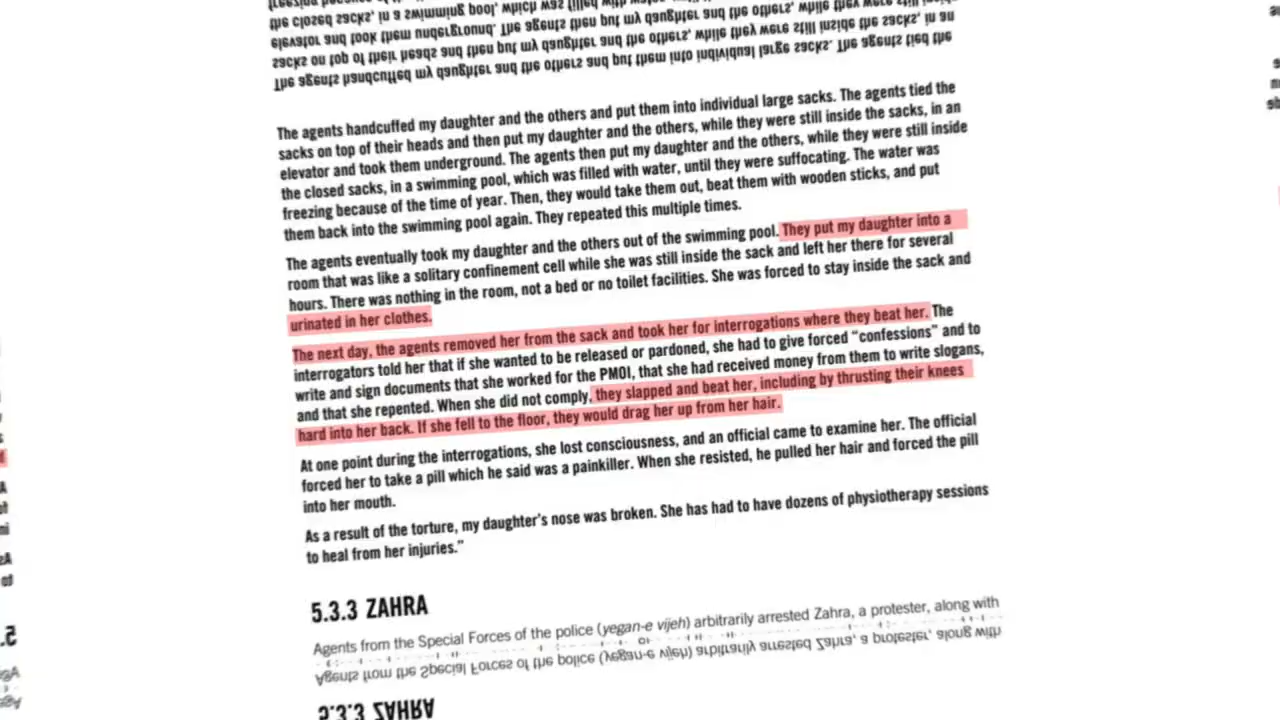 The agents handcuffed my daughter and the others and put them into individual large sacks. The agents tied the
sacks on top of their heads and then put my daughter and the others, while they were still inside the sacks, in an
elevator and took them underground. The agents then put my daughter and the others, while they were still inside
the closed sacks, in a swimming pool, which was filled with water, until they were suffocating. The water was
freezing because of the time of year. Then, they would take them out, beat them with wooden sticks, and put
them back into the swimming pool again. They repeated this multiple times.
The agents eventually took my daughter and the others out of the swimming pool. They put my daughter into a
room that was like a solitary confinement cell while she was still inside the sack and left her there for several
hours. There was nothing in the room, not a bed or no toilet facilities. She was forced to stay inside the sack and
urinated in her clothes.
The next day, the agents removed her from the sack and took her for interrogations where they beat her. The
interrogators told her that if she wanted to be released or pardoned, she had to give forced “confessions” and to
write and sign documents that she worked for the PMOI, that she had received money from them to write slogans,
and that she repented. When she did not comply, they slapped and beat her, including by thrusting their knees
hard into her back. If she fell to the floor, they would drag her up from her hair.
At one point during the interrogations, she lost consciousness, and an official came to examine her. The official
forced her to take a pill which he said was a painkiller. When she resisted, he pulled her hair and forced the pill
into her mouth.
As a result of the torture, my daughter’s nose was broken. She has had to have dozens of physiotherapy sessions
to heal from her injuries.”
5.3.3 ZAHRA
Agents from the Special Forces of the police (yegan-e vijeh) arbitrarily arrested Zahra, a protester, along with